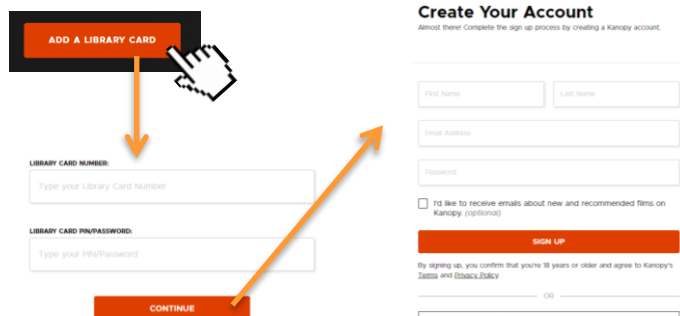 ADD A LIBRARY CARD
LIBRARY CARD NUMBER:
Type your Library Card Number
LIBRARY CARD PIN/PASSWORD:
Type your PIN/Password
CONTINUE
Create Your Account
Almost there! Complete the sign up process by creating a Kanopy account.
First Name
Last Name
Email Address
Password
I'd like to receive emails about new and recommended films on
Kanopy. (optional)
SIGN UP
By signing up, you confirm that you're 18 years or older and agree to Kanopy's
Terms and Privacy Policy
OR